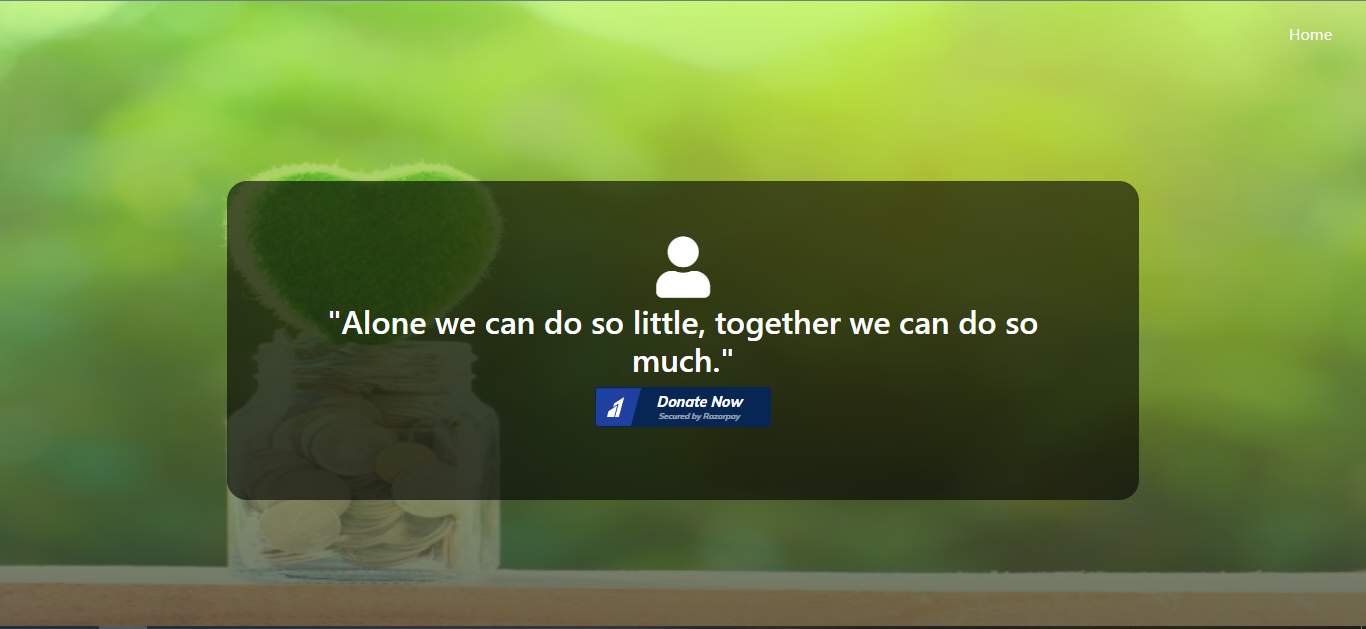 Home
"Alone we can do so little, together we can do so
much."
Donate Now
Secured by Razorpay